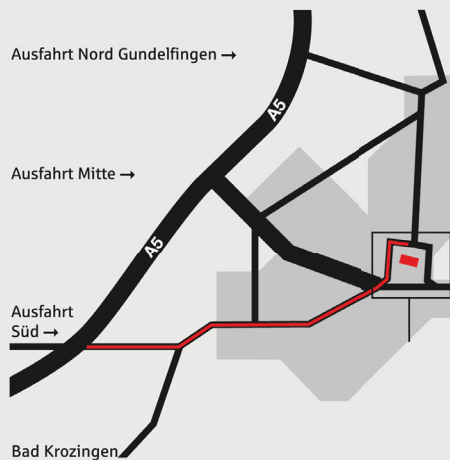 Ausfahrt Nord Gundelfingen →
A5
Ausfahrt Mitte →
A5
Ausfahrt
Süd →
Bad Krozingen